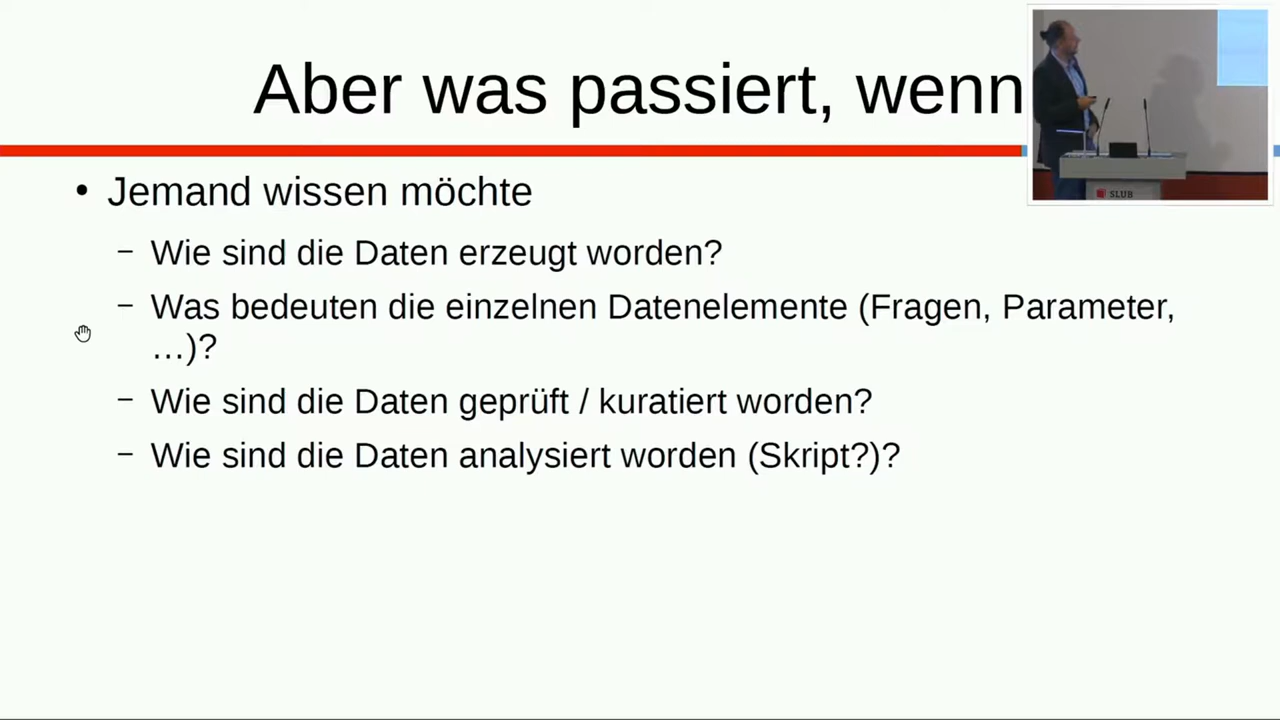 Aber was passiert, wenn
• Jemand wissen möchte
– Wie sind die Daten erzeugt worden?
– Was bedeuten die einzelnen Datenelemente (Fragen, Parameter,
…)?
– Wie sind die Daten geprüft / kuratiert worden?
– Wie sind die Daten analysiert worden (Skript?)?
SLUB